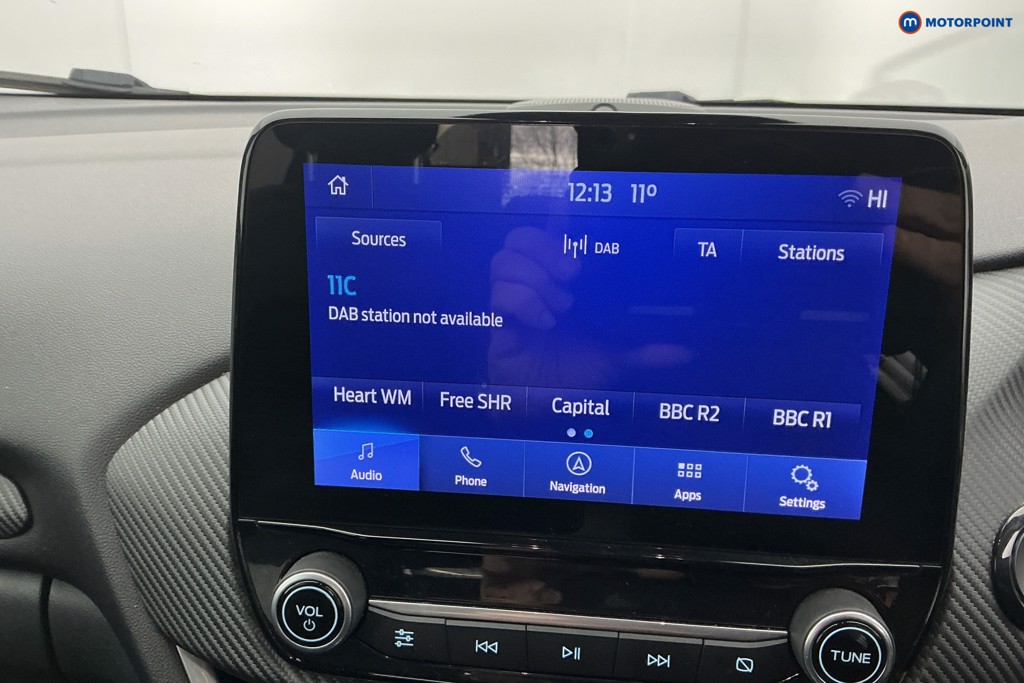 m MOTORPOINT
12:13 11° HI
Sources DAB TA Stations
11C
DAB station not available
Heart WM Free SHR Capital BBC R2 BBC R1
Audio Phone Navigation Apps Settings
VOL
TUNE